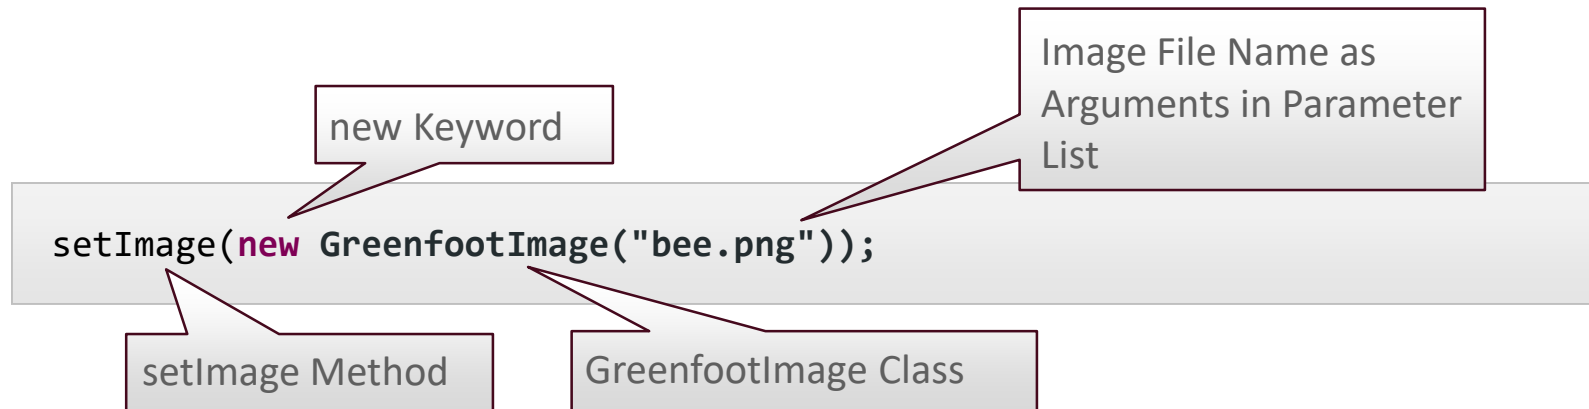 Image File Name as
Arguments in Parameter
List
new Keyword
setImage(new GreenfootImage("bee.png"));
setImage Method
GreenfootImage Class